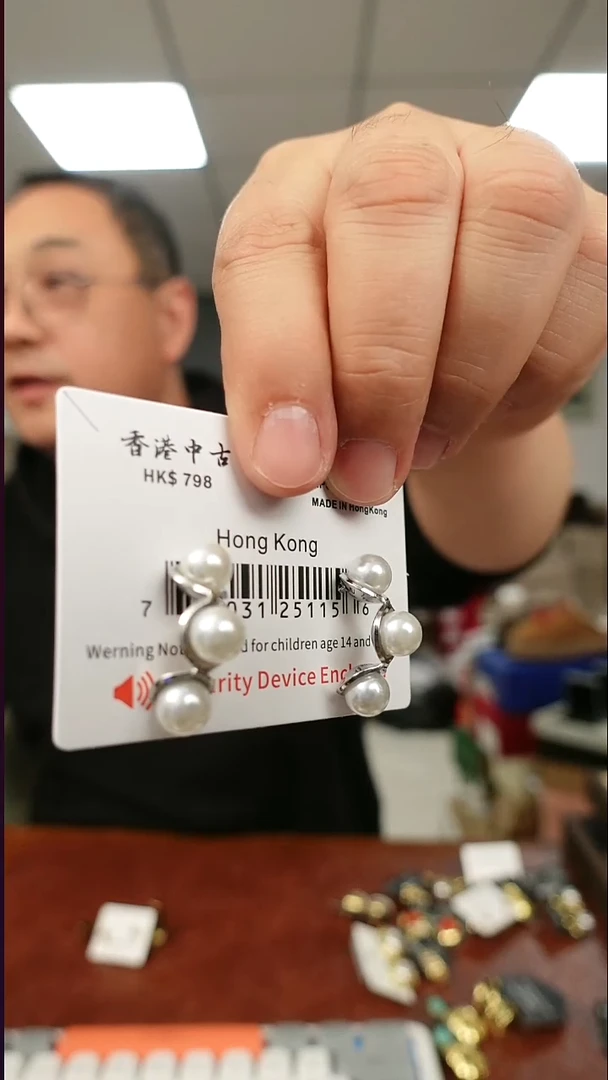 香港中古
HK$ 798
MADE IN HongKong
Hong Kong
7 031 25115 6
Werning Not d for children age 14 and
rity Device Enc